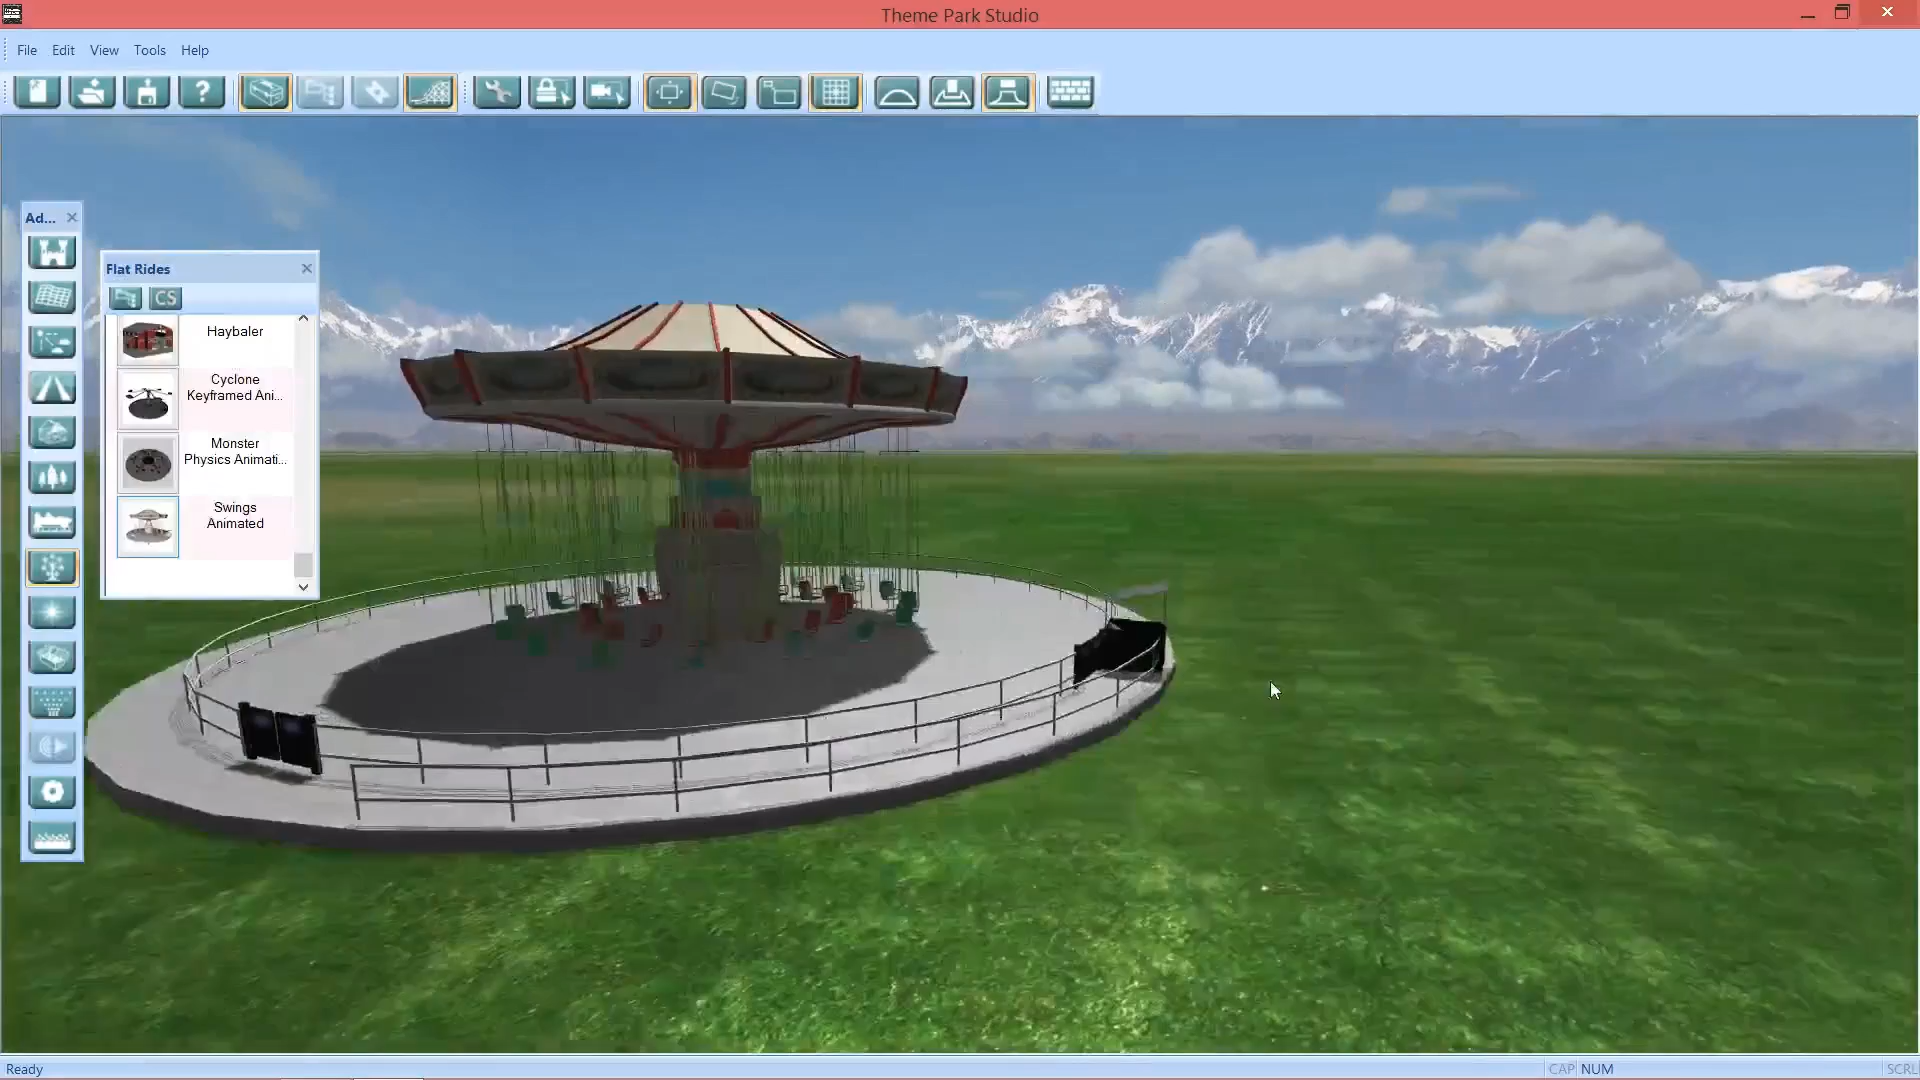 Theme Park Studio
File Edit View Tools Help
?
Ad...
Flat Rides
CS
Haybaler
Cyclone
Keyframed Ani...
Monster
Physics Animati...
Swings
Animated
Ready
CAP NUM SCRL